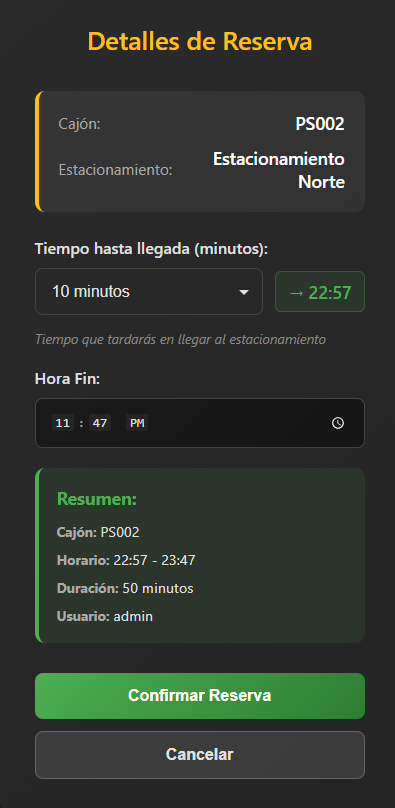 Detalles de Reserva
Cajón: PS002
Estacionamiento: Estacionamiento
Norte
Tiempo hasta llegada (minutos):
10 minutos → 22:57
Tiempo que tardarás en llegar al estacionamiento
Hora Fin:
11 : 47 PM
Resumen:
Cajón: PS002
Horario: 22:57 - 23:47
Duración: 50 minutos
Usuario: admin
Confirmar Reserva
Cancelar